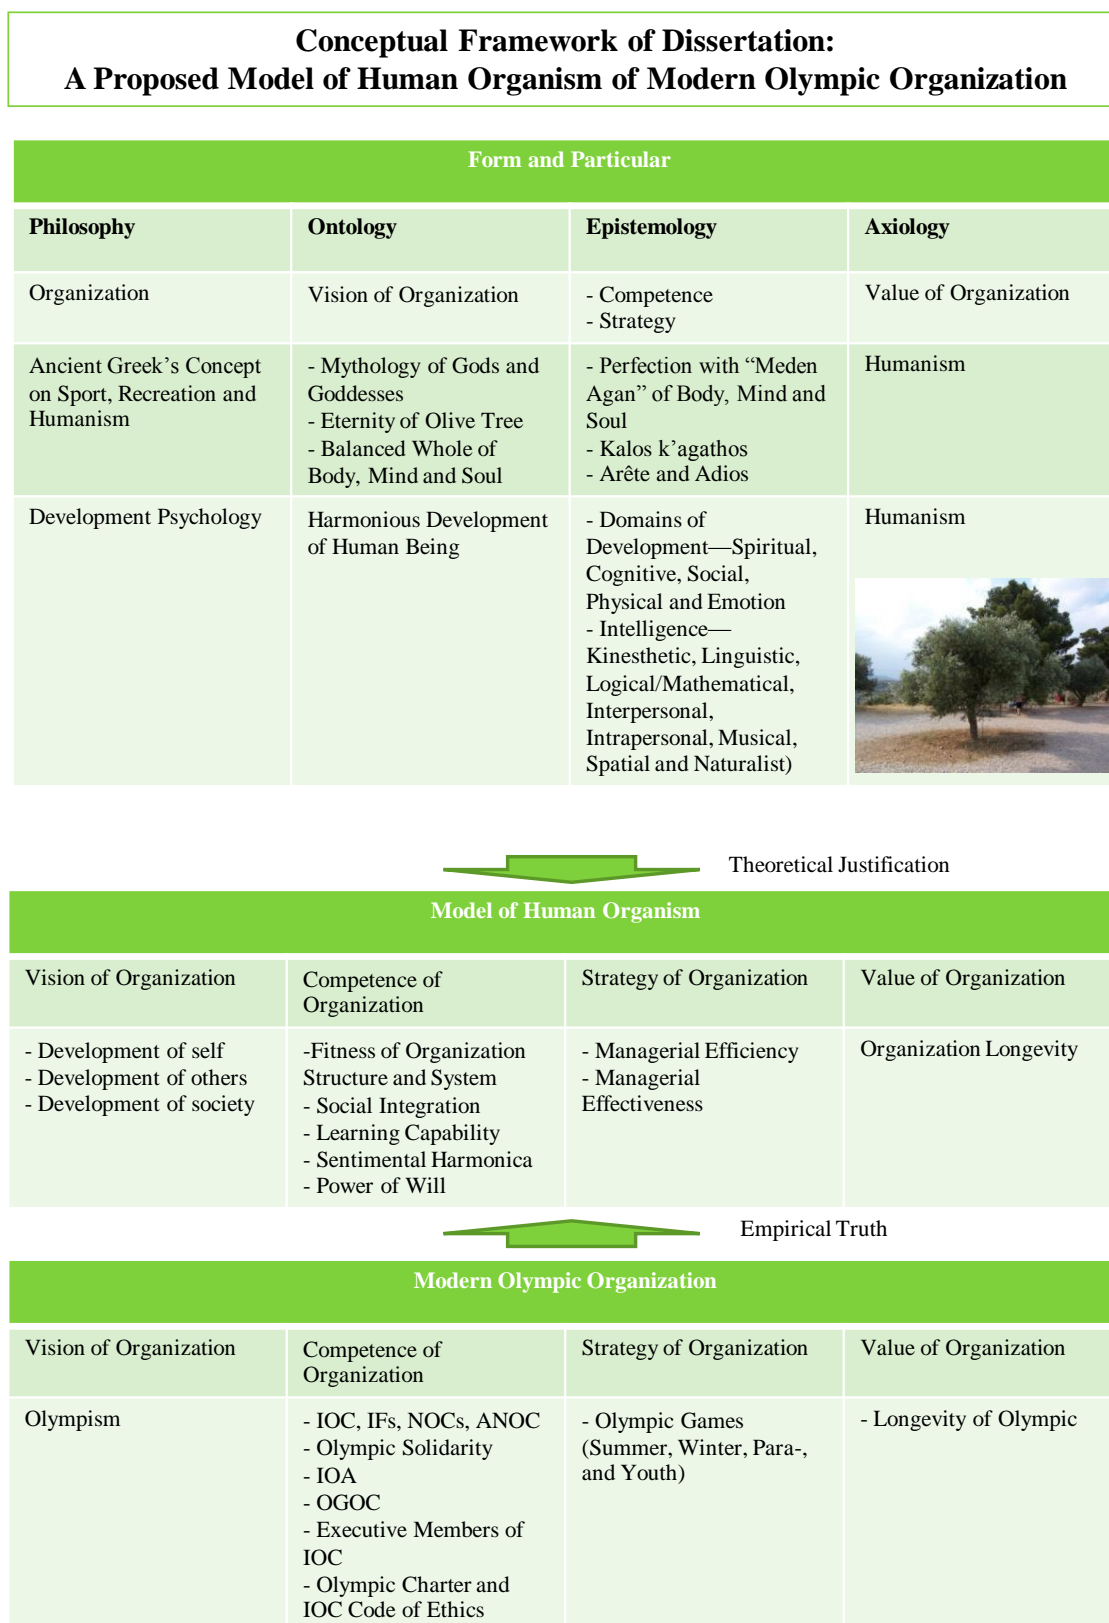 Conceptual Framework of Dissertation:
A Proposed Model of Human Organism of Modern Olympic Organization
Form and Particular
Philosophy
Ontology
Epistemology
Axiology
Organization
Vision of Organization
- Competence
- Strategy
Value of Organization
Ancient Greek’s Concept
on Sport, Recreation and
Humanism
- Mythology of Gods and
Goddesses
- Eternity of Olive Tree
- Balanced Whole of
Body, Mind and Soul
- Perfection with “Meden
Agan” of Body, Mind and
Soul
- Kalos k’agathos
- Arête and Adios
Humanism
Development Psychology
Harmonious Development
of Human Being
- Domains of
Development—Spiritual,
Cognitive, Social,
Physical and Emotion
- Intelligence—
Kinesthetic, Linguistic,
Logical/Mathematical,
Interpersonal,
Intrapersonal, Musical,
Spatial and Naturalist)
Humanism
Theoretical Justification
Model of Human Organism
Vision of Organization
Competence of
Organization
Strategy of Organization
Value of Organization
- Development of self
- Development of others
- Development of society
-Fitness of Organization
Structure and System
- Social Integration
- Learning Capability
- Sentimental Harmonica
- Power of Will
- Managerial Efficiency
- Managerial
Effectiveness
Organization Longevity
Empirical Truth
Modern Olympic Organization
Vision of Organization
Competence of
Organization
Strategy of Organization
Value of Organization
Olympism
- IOC, IFs, NOCs, ANOC
- Olympic Solidarity
- IOA
- OGOC
- Executive Members of
IOC
- Olympic Charter and
IOC Code of Ethics
- Olympic Games
(Summer, Winter, Para-,
and Youth)
- Longevity of Olympic